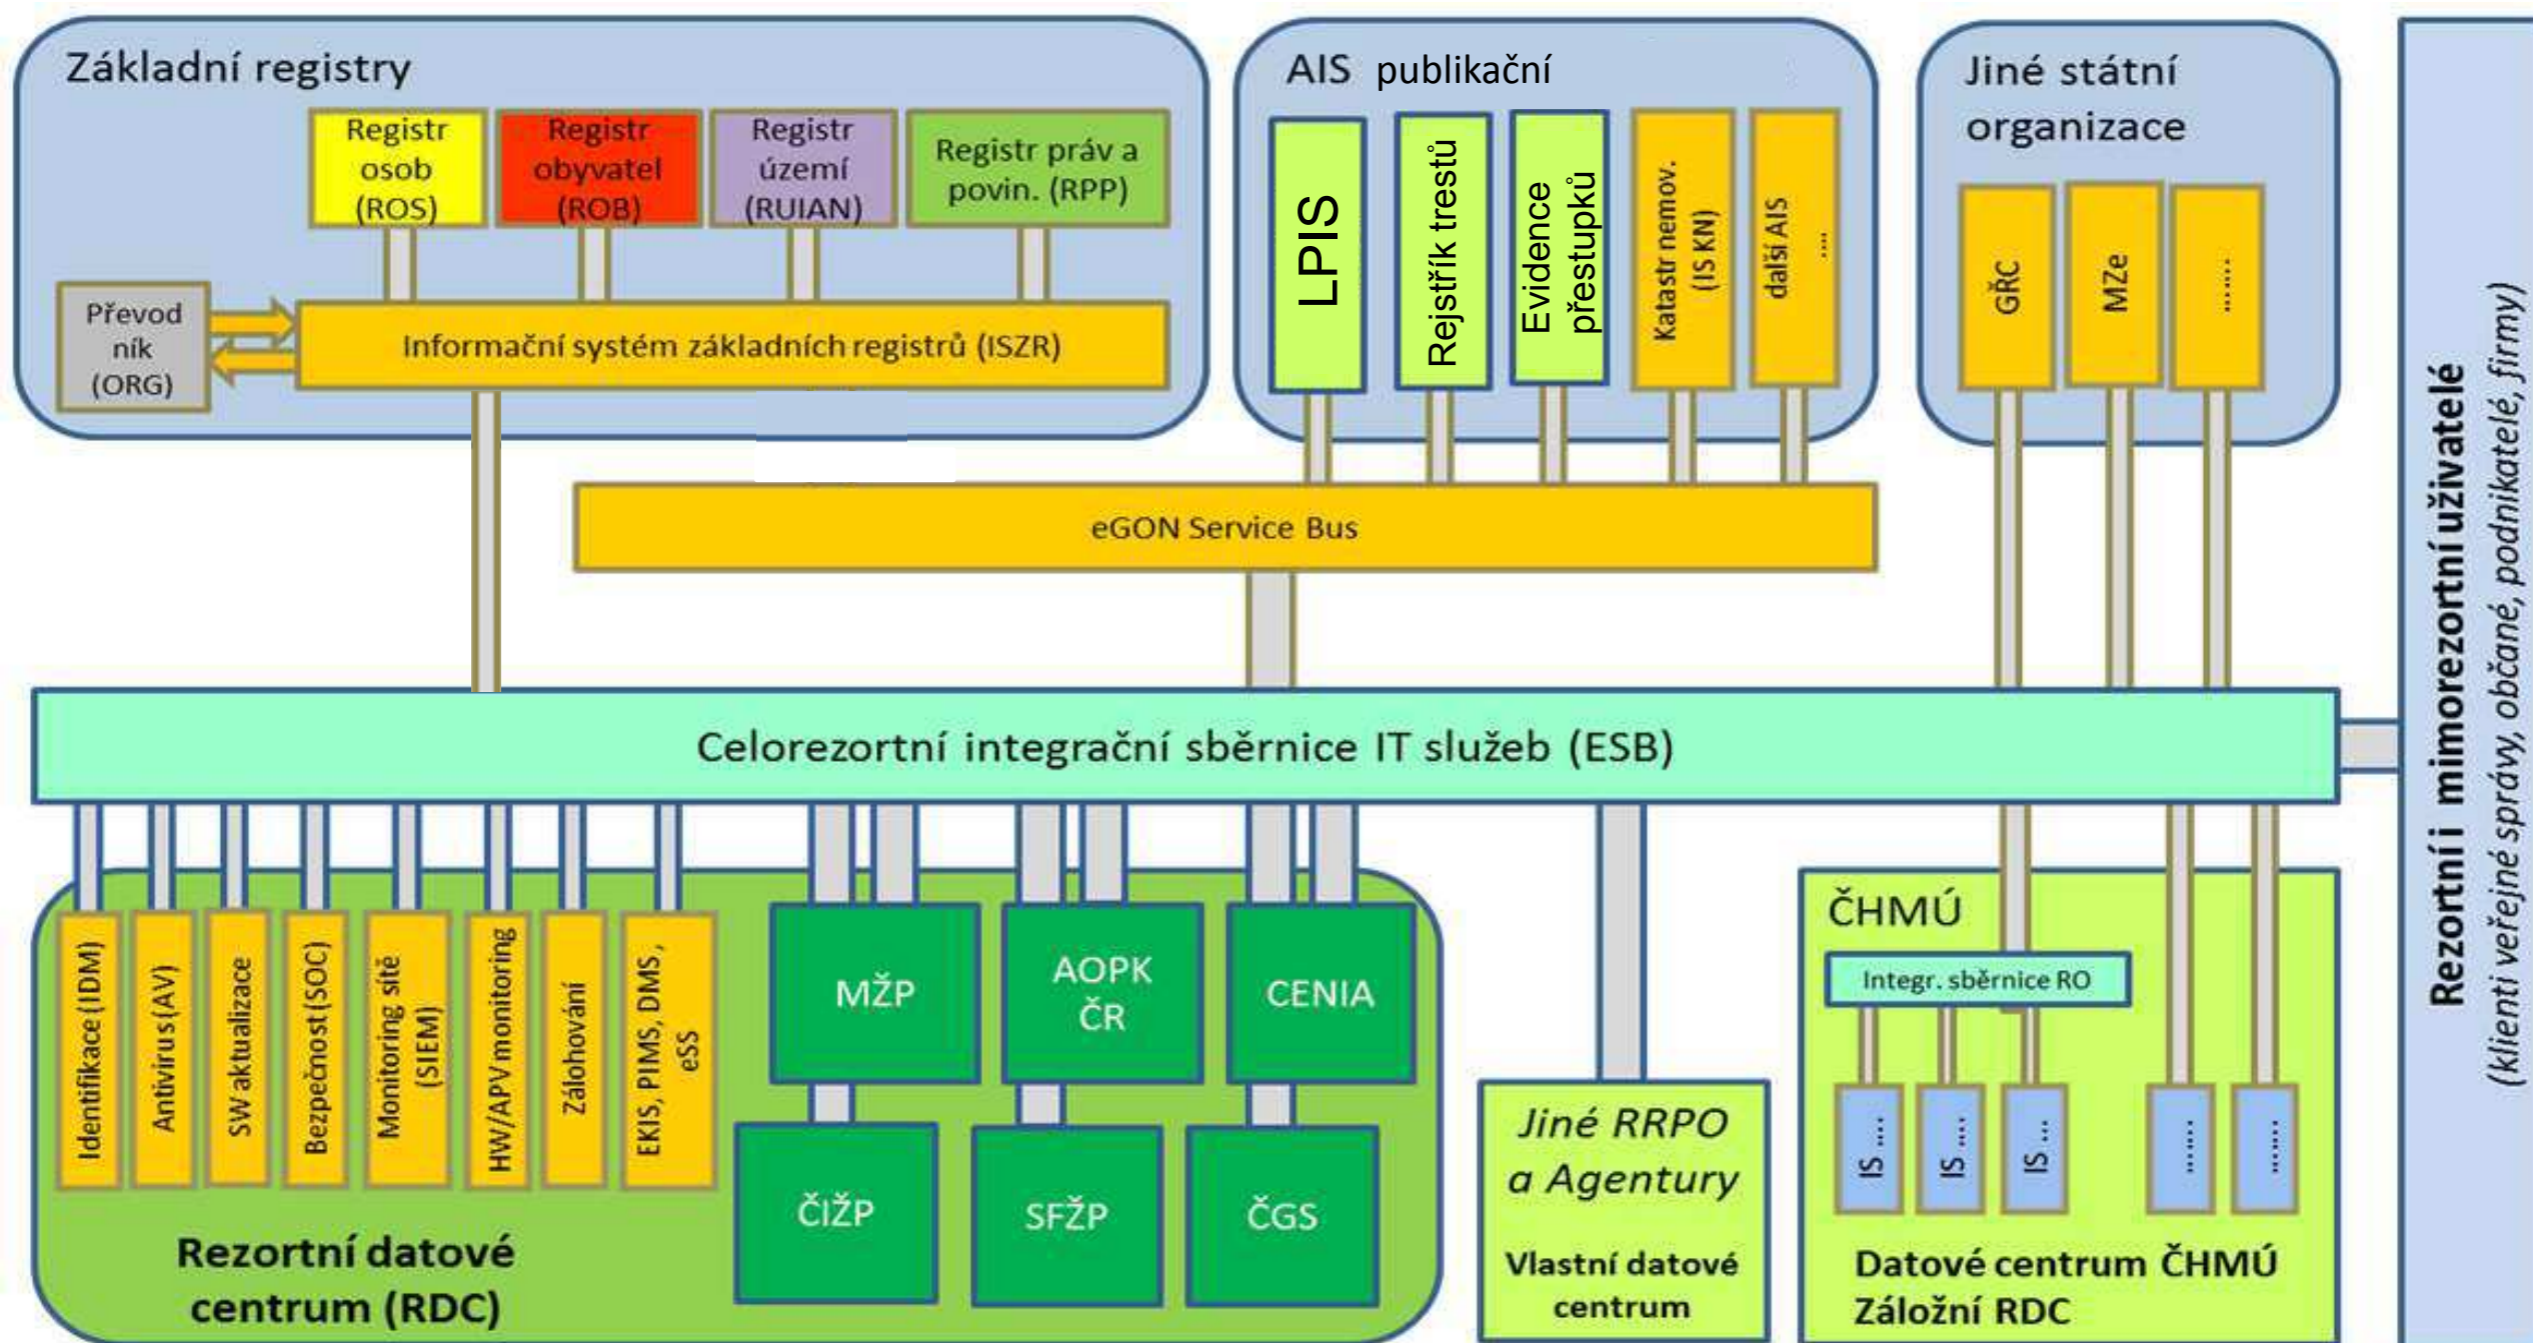 Základní registry
Registr
osob
(ROS)
Registr
obyvatel
(ROB)
Registr
území
(RUIAN)
Registr práv a
povin. (RPP)
Převod
ník
(ORG)
Informační systém základních registrů (ISZR)
AIS publikační
LPIS
Rejstřík trestů
Evidence
přestupků
Katastr nemov.
(IS KN)
další AIS
....
Jiné státní
organizace
GŘC
MZe
.......
eGON Service Bus
Celorezortní integrační sběrnice IT služeb (ESB)
Rezortní i mimorezortní uživatelé
(klienti veřejné správy, občané, podnikatelé, firmy)
Identifikace (IDM)
Antivirus (AV)
SW aktualizace
Bezpečnost (SOC)
Monitoring sítě
(SIEM)
HW/APV monitoring
Zálohování
EKIS, PIMS, DMS,
eSS
MŽP
AOPK
ČR
CENIA
ČIŽP
SFŽP
ČGS
Rezortní datové
centrum (RDC)
Jiné RRPO
a Agentury
Vlastní datové
centrum
ČHMÚ
Integr. sběrnice RO
IS ....
IS ....
IS ...
.......
.......
Datové centrum ČHMÚ
Záložní RDC